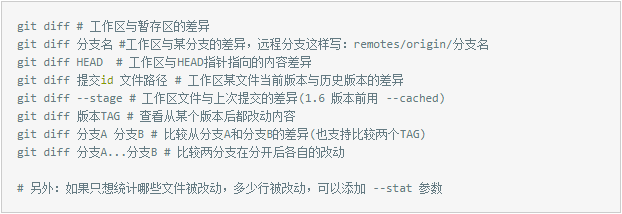 git diff # 工作区与暂存区的差异
git diff 分支名 #工作区与某分支的差异，远程分支这样写：remotes/origin/分支名
git diff HEAD  # 工作区与HEAD指针指向的内容差异
git diff 提交id 文件路径 # 工作区某文件当前版本与历史版本的差异
git diff --stage # 工作区文件与上次提交的差异(1.6 版本前用 --cached)
git diff 版本TAG # 查看从某个版本后都改动内容
git diff 分支A 分支B # 比较从分支A和分支B的差异(也支持比较两个TAG)
git diff 分支A...分支B # 比较两分支在分开后各自的改动
# 另外：如果只想统计哪些文件被改动，多少行被改动，可以添加 --stat 参数